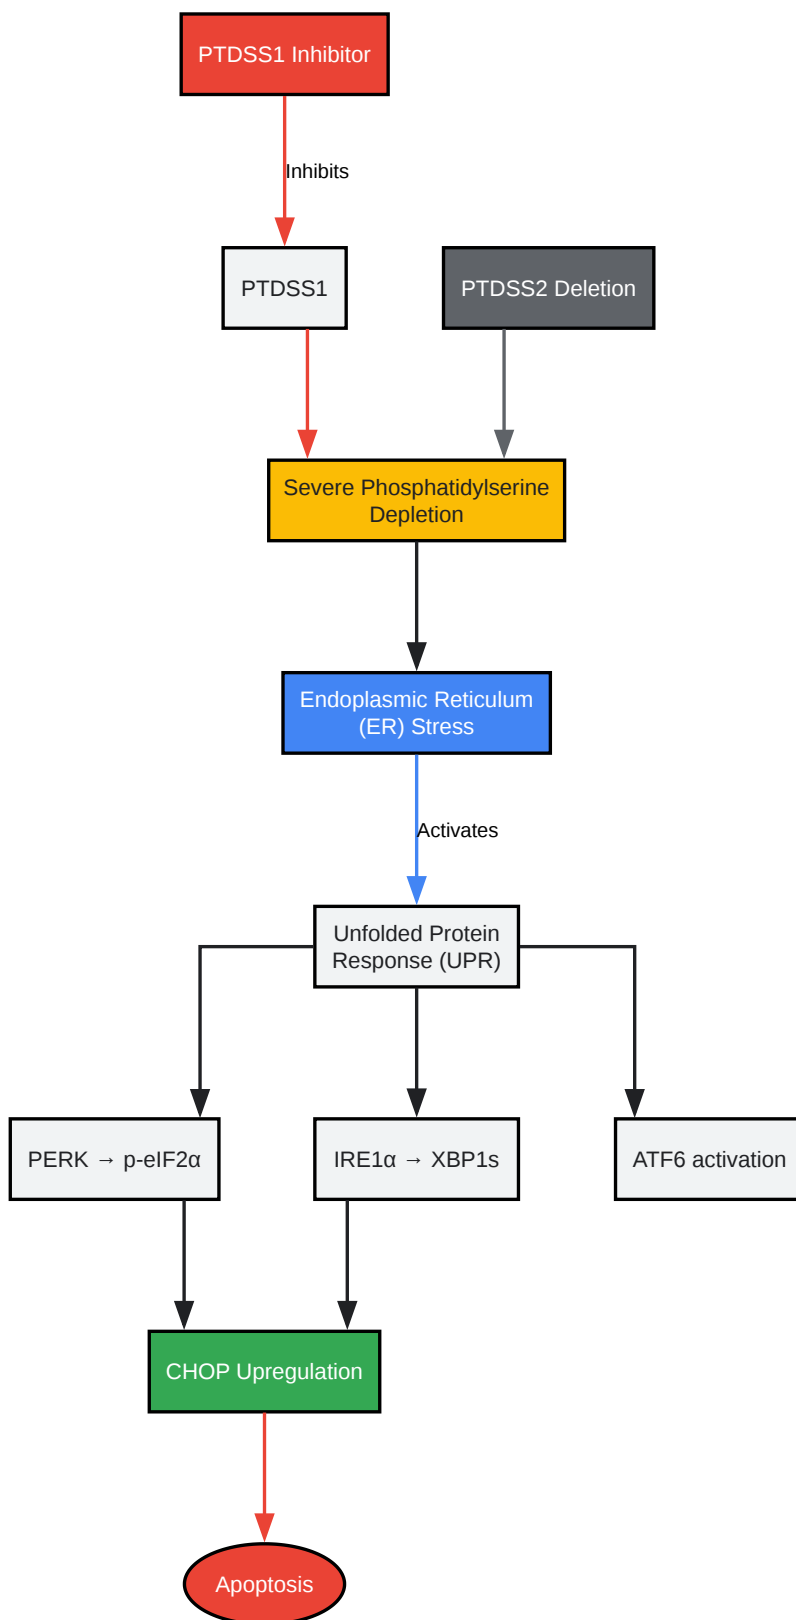 PTDSS1 Inhibitor
Inhibits
PTDSS1
PTDSS2 Deletion
Severe Phosphatidylserine
Depletion
Endoplasmic Reticulum
(ER) Stress
Activates
Unfolded Protein
Response (UPR)
PERK → p-eIF2α
IRE1α → XBP1s
ATF6 activation
CHOP Upregulation
Apoptosis